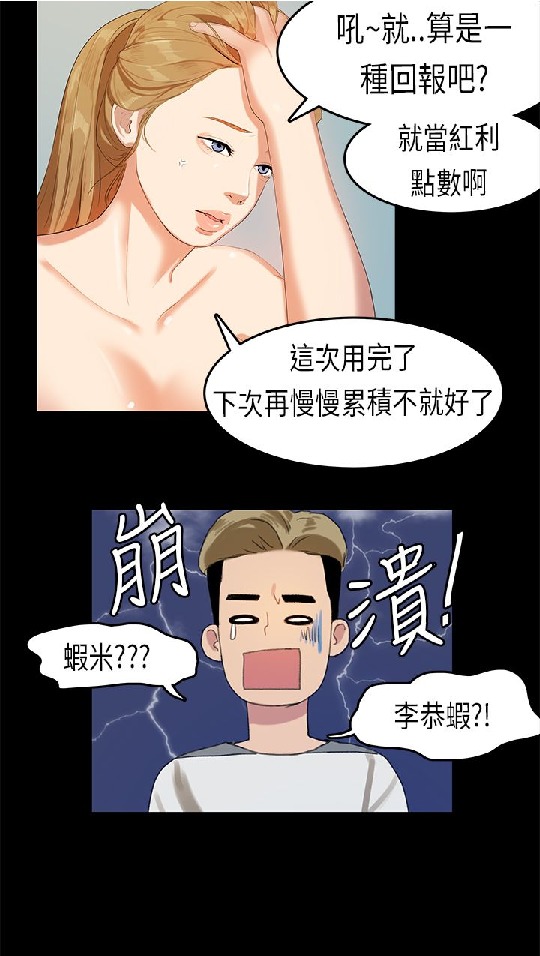 吼~就..算是一
種回報吧?
就當紅利
點數啊
這次用完了
下次再慢慢累積不就好了
崩潰!
蝦米???
李恭蝦?!